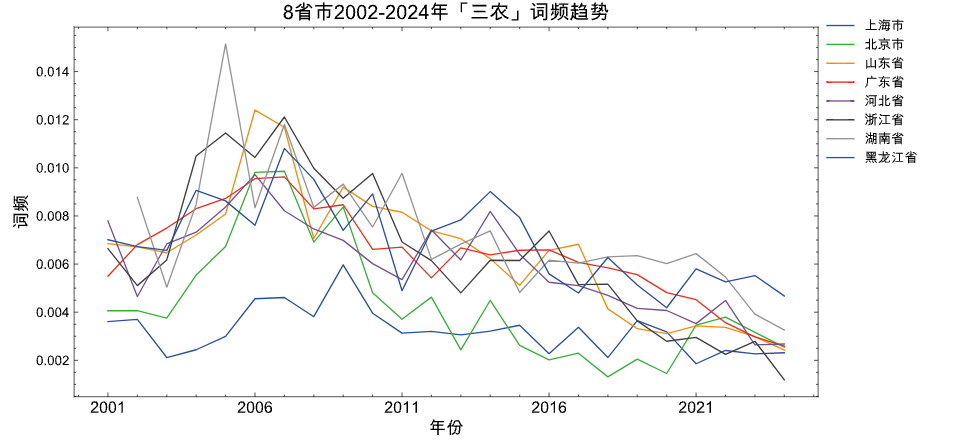 8省市2002-2024年「三农」词频趋势
上海市
北京市
山东省
广东省
河北省
浙江省
湖南省
黑龙江省
0.014
0.012
0.010
0.008
0.006
0.004
0.002
词频
2001 2006 2011 2016 2021
年份